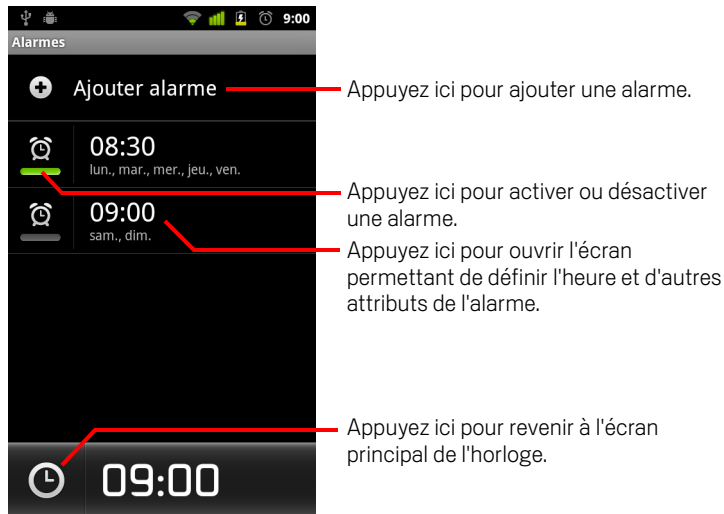 9:00
Alarmes
Ajouter alarme
Appuyez ici pour ajouter une alarme.
08:30
lun., mar., mer., jeu., ven.
Appuyez ici pour activer ou désactiver
une alarme.
09:00
sam., dim.
Appuyez ici pour ouvrir l'écran
permettant de définir l'heure et d'autres
attributs de l'alarme.
Appuyez ici pour revenir à l'écran
principal de l'horloge.
09:00